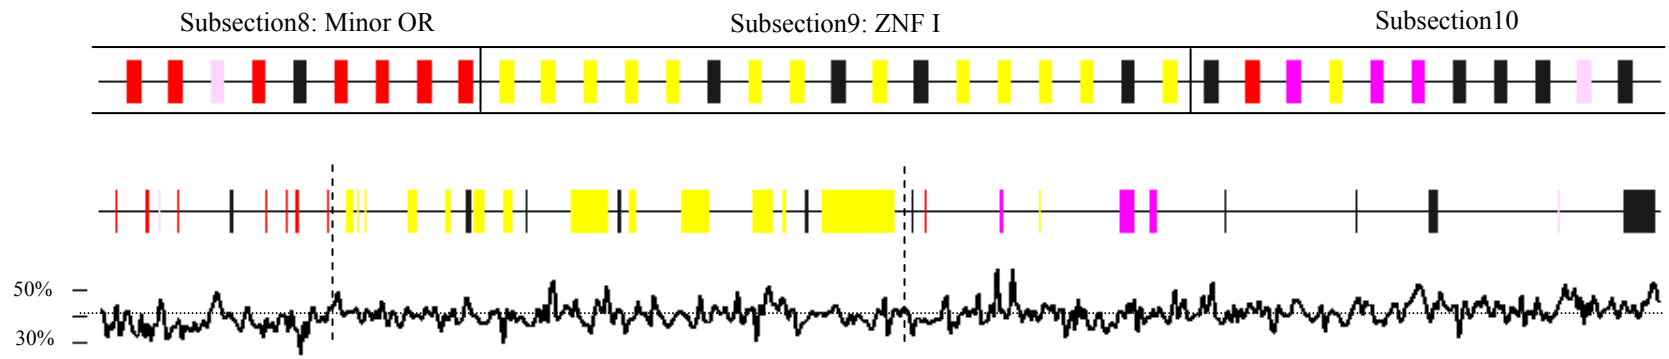 Subsection8: Minor OR
Subsection9: ZNF I
Subsection10
50%
30%